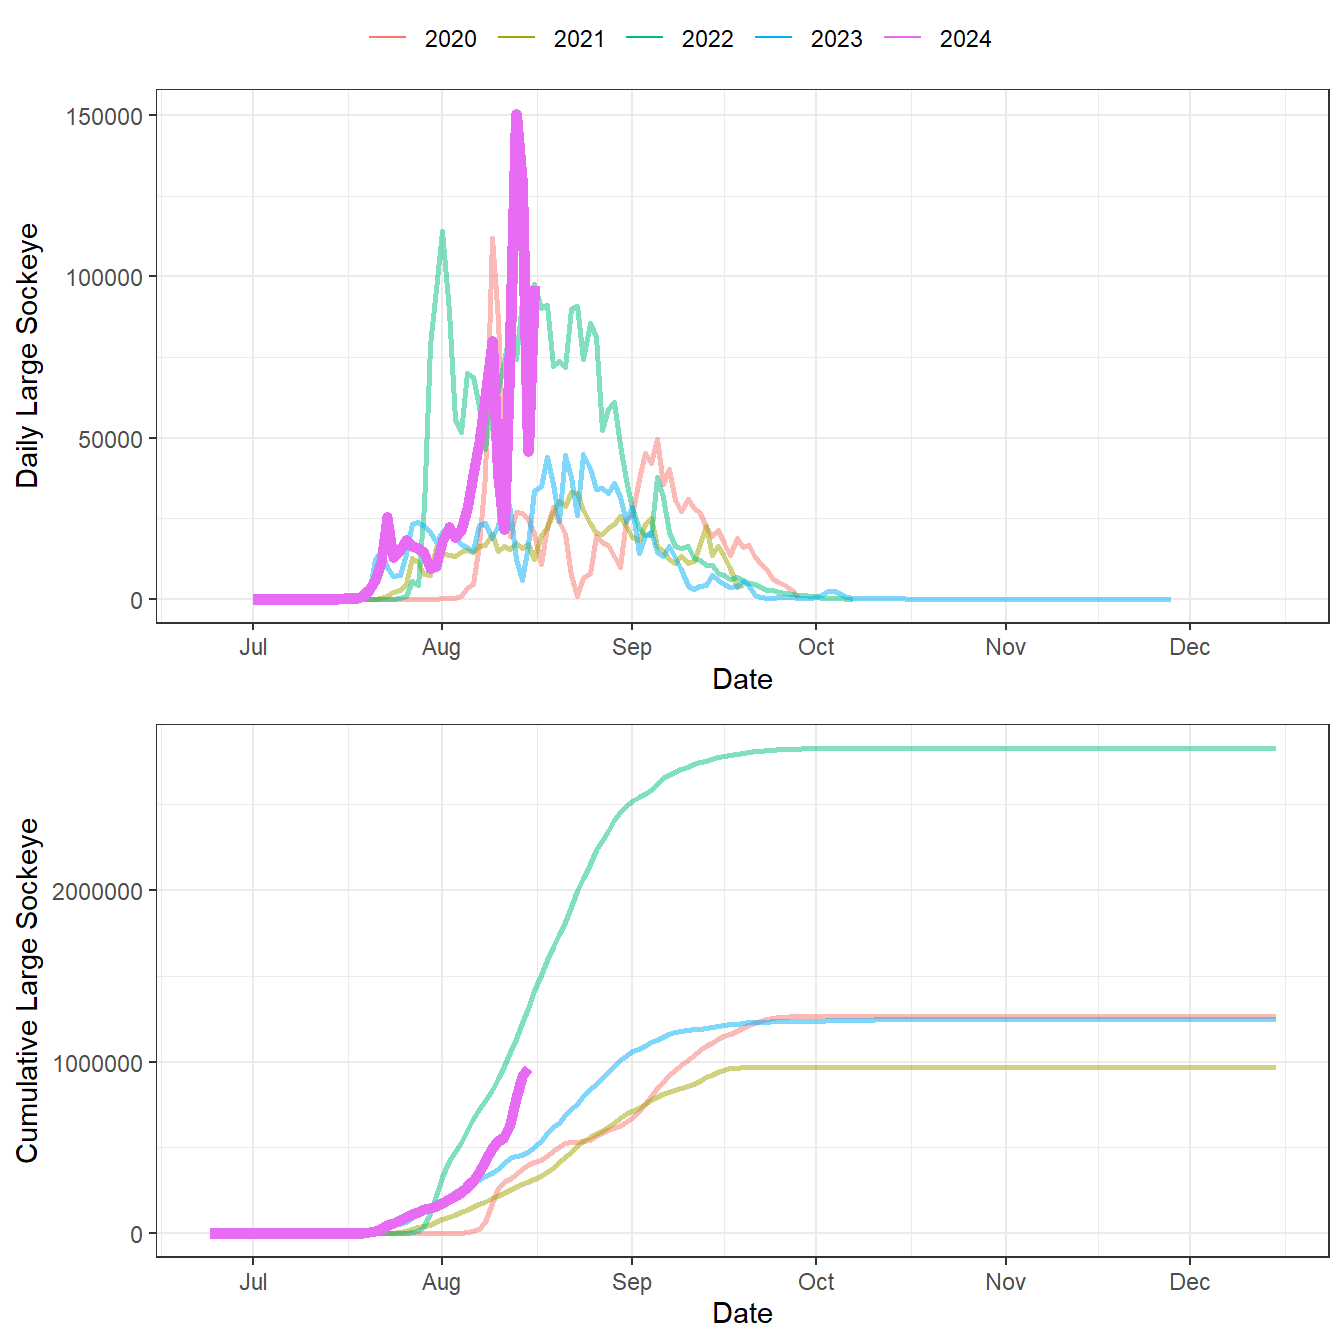 2020 2021 2022 2023 2024
Daily Large Sockeye
150000
100000
50000
0
Jul Aug Sep Oct Nov Dec
Date
Cumulative Large Sockeye
2000000
1000000
0
Jul Aug Sep Oct Nov Dec
Date